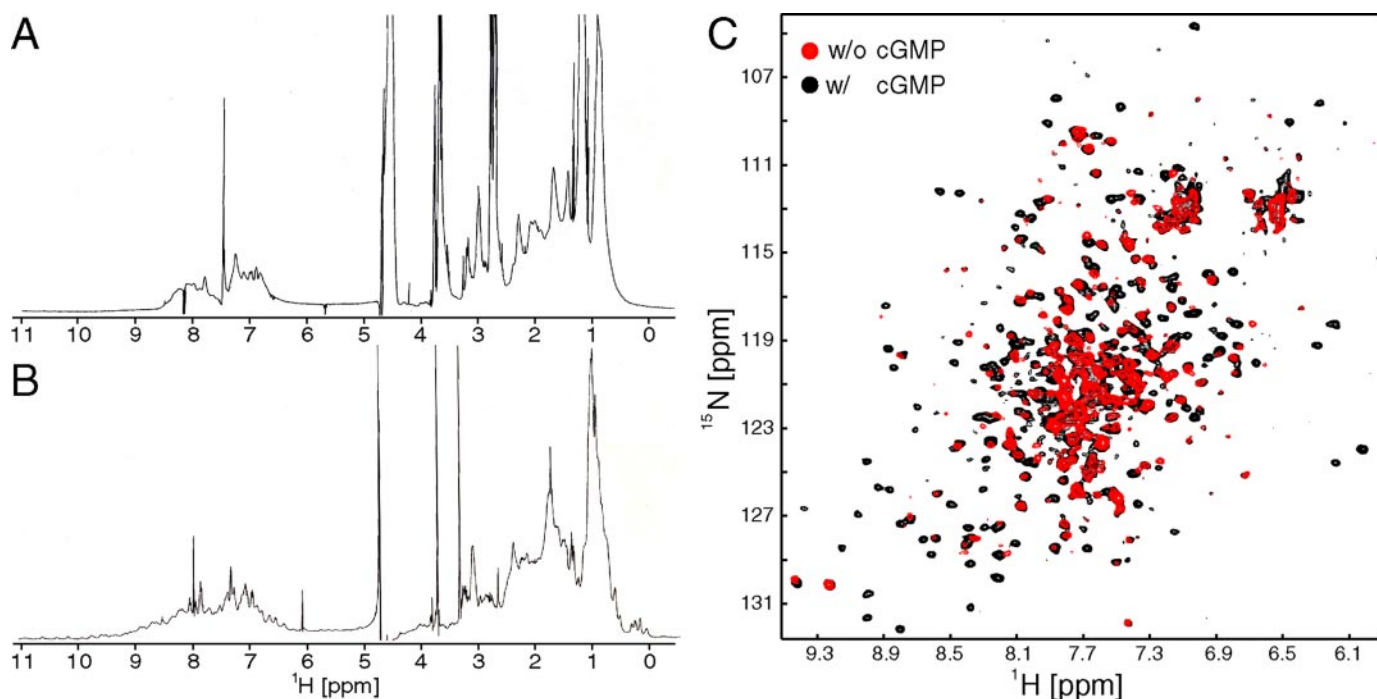 A
11 10 9 8 7 6 5 4 3 2 1 0
B
11 10 9 8 7 6 5 4 3 2 1 0
¹H [ppm]
C
w/o cGMP
w/ cGMP
107
111
115
119
123
127
131
¹⁵N [ppm]
9.3 8.9 8.5 8.1 7.7 7.3 6.9 6.5 6.1
¹H [ppm]